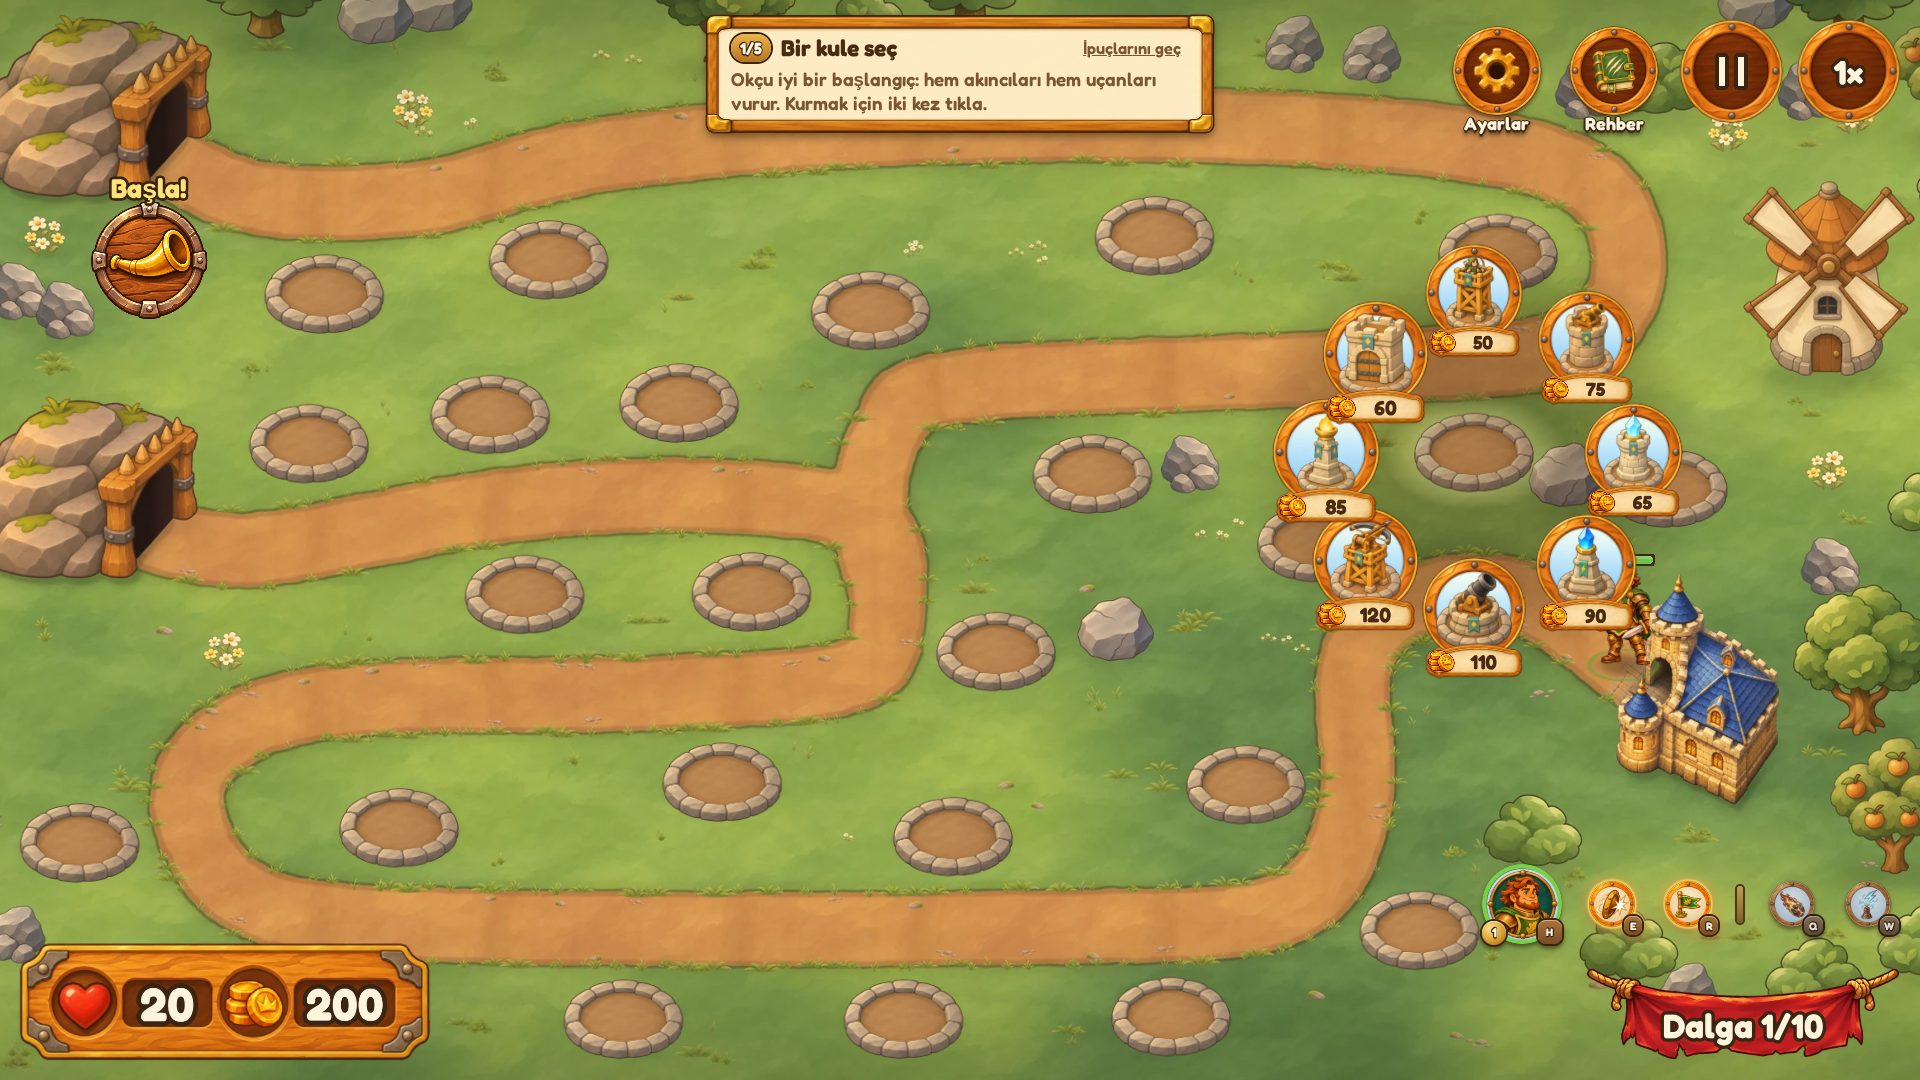 1/5 Bir kule seç İpuçlarını geç
Okçu iyi bir başlangıç: hem akıncıları hem uçanları
vurur. Kurmak için iki kez tıkla.
Ayarlar
Rehber
1x
Başla!
50
60
75
85
65
120
90
110
1
H
E
R
Q
W
20
200
Dalga 1/10